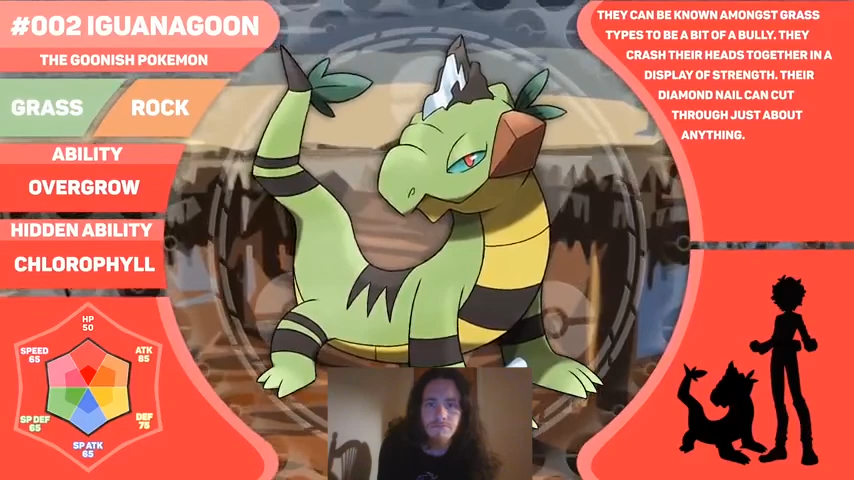 #002 IGUANAGOON
THE GOONISH POKEMON
GRASS
ROCK
ABILITY
OVERGROW
HIDDEN ABILITY
CHLOROPHYLL
HP
50
ATK
85
DEF
75
SP ATK
65
SP DEF
65
SPEED
65
THEY CAN BE KNOWN AMONGST GRASS
TYPES TO BE A BIT OF A BULLY. THEY
CRASH THEIR HEADS TOGETHER IN A
DISPLAY OF STRENGTH. THEIR
DIAMOND NAIL CAN CUT
THROUGH JUST ABOUT
ANYTHING.